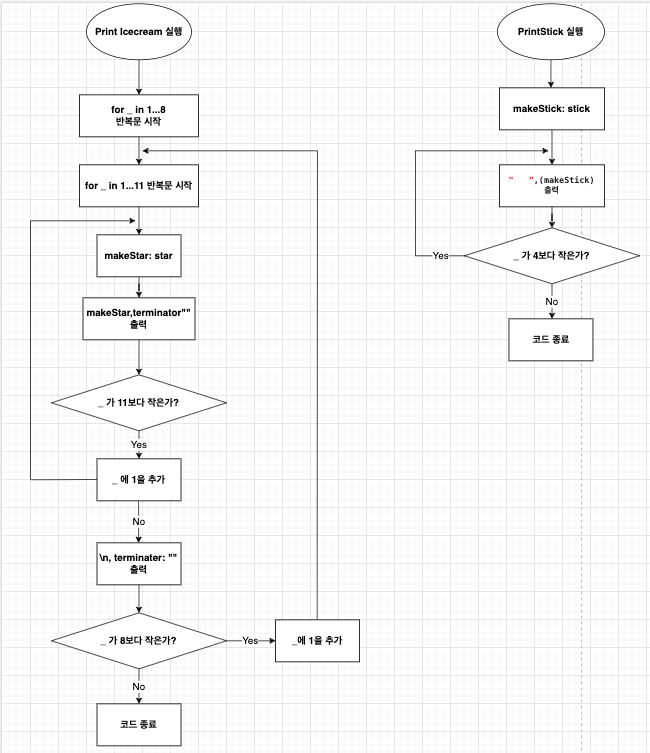 Print Icecream 실행
for _ in 1...8
반복문 시작
for _ in 1...11 반복문 시작
makeStar: star
makeStar,terminator""
출력
_ 가 11보다 작은가?
Yes
_ 에 1을 추가
No
\n, terminater: ""
출력
_ 가 8보다 작은가?
Yes
_에 1을 추가
No
코드 종료
PrintStick 실행
makeStick: stick
"   ",(makeStick)
출력
_ 가 4보다 작은가?
Yes
No
코드 종료